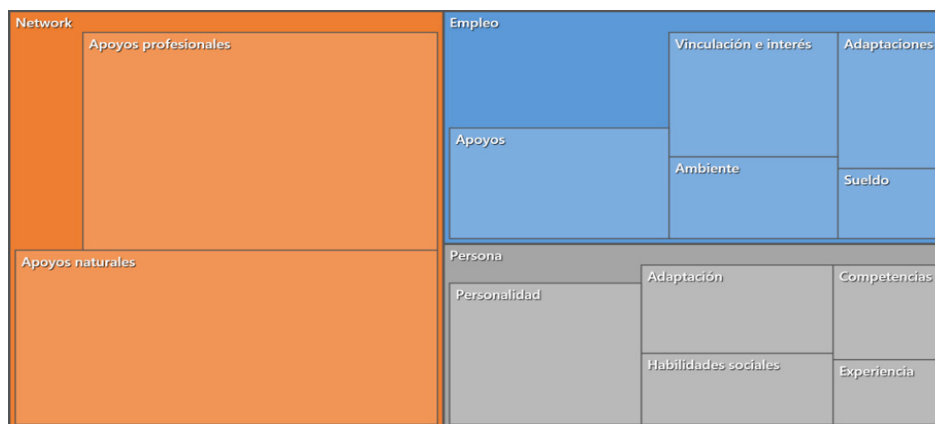 Network
Apoyos profesionales
Apoyos naturales
Empleo
Apoyos
Vinculación e interés
Ambiente
Adaptaciones
Sueldo
Persona
Personalidad
Adaptación
Habilidades sociales
Competencias
Experiencia